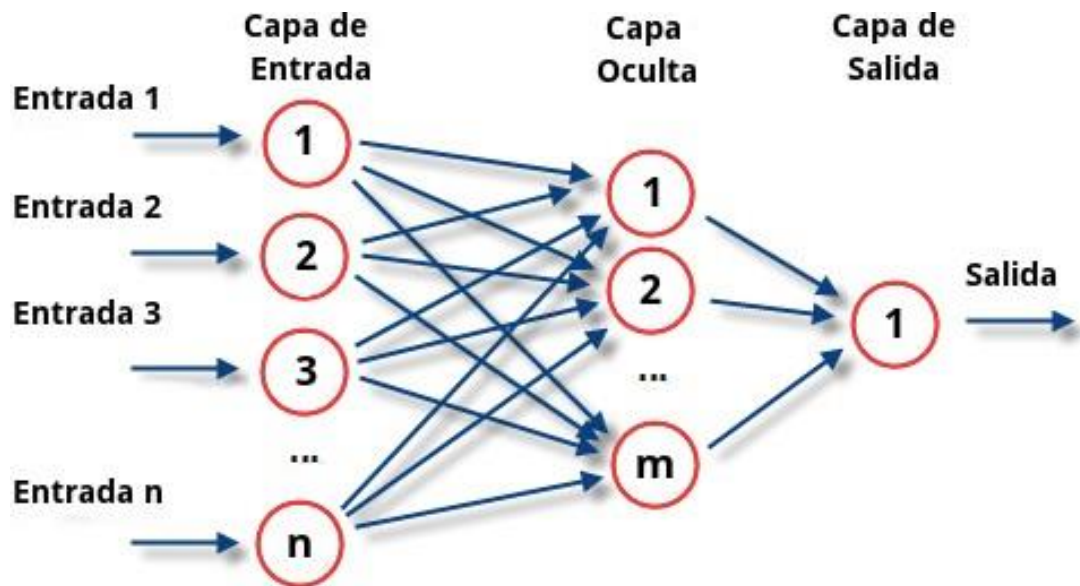 Capa de
Entrada
Capa
Oculta
Capa de
Salida
Entrada 1
1
Entrada 2
2
Entrada 3
3
...
Entrada n
n
1
2
...
m
1
Salida